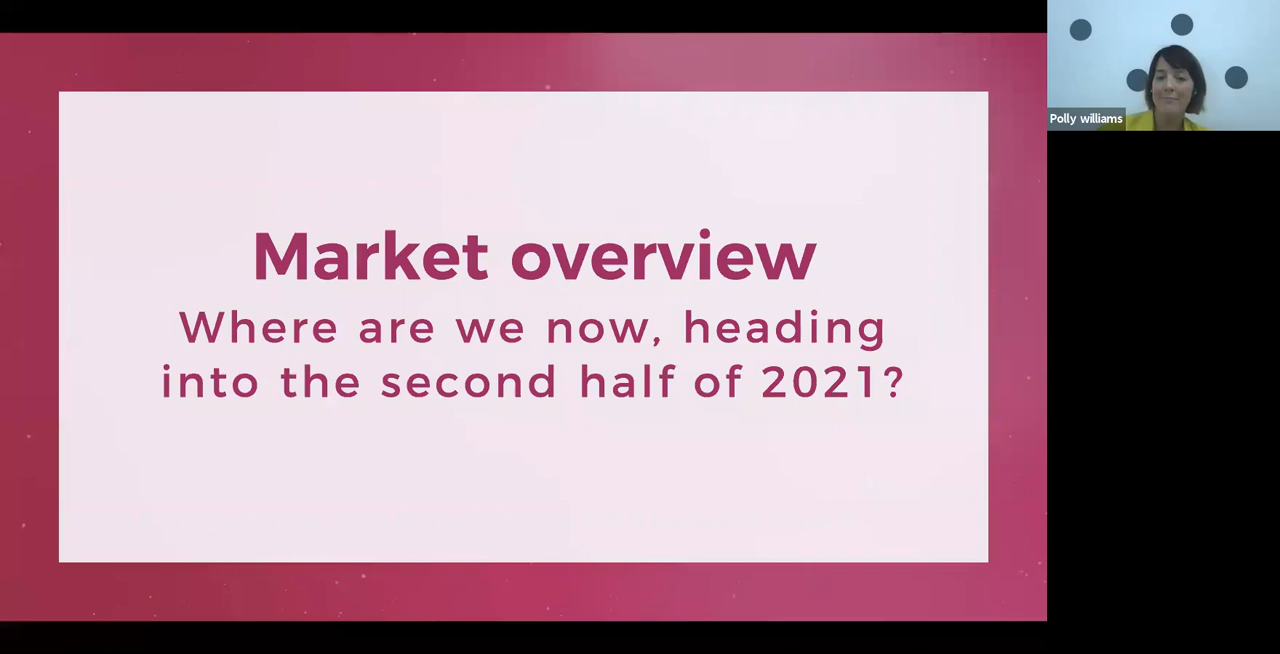 Market overview
Where are we now, heading
into the second half of 2021?
Polly williams